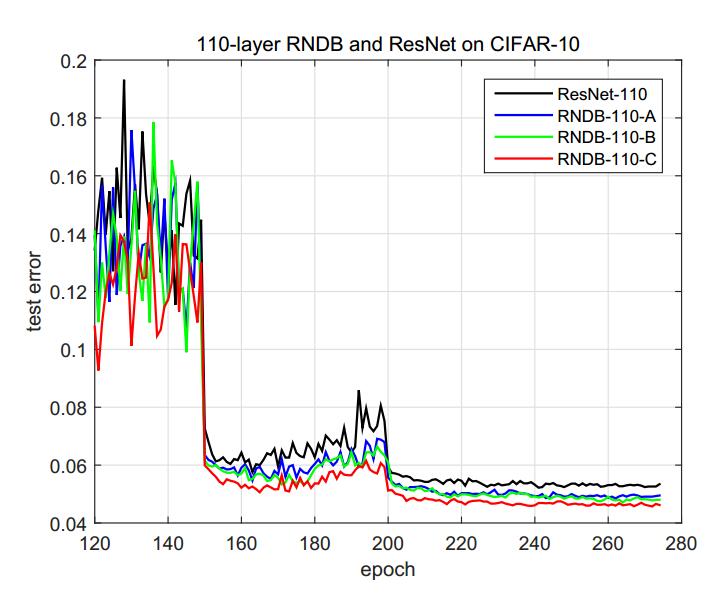 110-layer RNDB and ResNet on CIFAR-10
ResNet-110
RNDB-110-A
RNDB-110-B
RNDB-110-C
test error
0.2
0.18
0.16
0.14
0.12
0.1
0.08
0.06
0.04
120 140 160 180 200 220 240 260 280
epoch